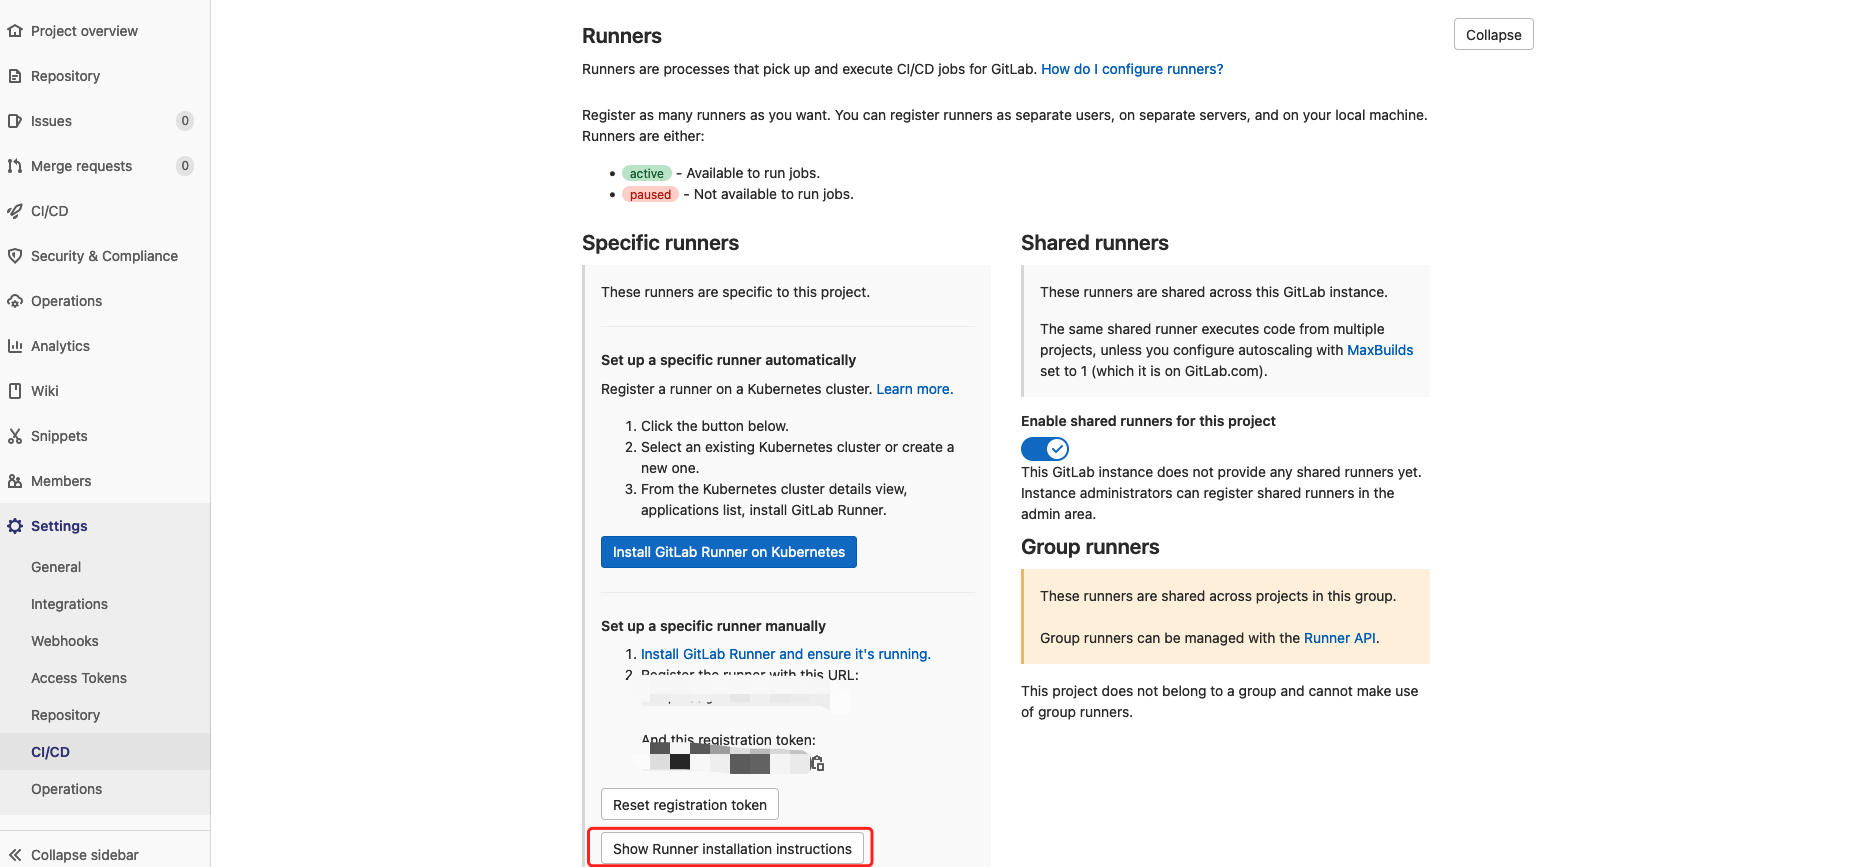 Project overview
Repository
Issues 0
Merge requests 0
CI/CD
Security & Compliance
Operations
Analytics
Wiki
Snippets
Members
Settings
General
Integrations
Webhooks
Access Tokens
Repository
CI/CD
Operations
Collapse sidebar
Runners
Collapse
Runners are processes that pick up and execute CI/CD jobs for GitLab. How do I configure runners?
Register as many runners as you want. You can register runners as separate users, on separate servers, and on your local machine.
Runners are either:
• active - Available to run jobs.
• paused - Not available to run jobs.
Specific runners
These runners are specific to this project.
Set up a specific runner automatically
Register a runner on a Kubernetes cluster. Learn more.
1. Click the button below.
2. Select an existing Kubernetes cluster or create a
new one.
3. From the Kubernetes cluster details view,
applications list, install GitLab Runner.
Install GitLab Runner on Kubernetes
Set up a specific runner manually
1. Install GitLab Runner and ensure it's running.
2. Register the runner with this URL:
And this registration token:
Reset registration token
Show Runner installation instructions
Shared runners
These runners are shared across this GitLab instance.
The same shared runner executes code from multiple
projects, unless you configure autoscaling with MaxBuilds
set to 1 (which it is on GitLab.com).
Enable shared runners for this project
This GitLab instance does not provide any shared runners yet.
Instance administrators can register shared runners in the
admin area.
Group runners
These runners are shared across projects in this group.
Group runners can be managed with the Runner API.
This project does not belong to a group and cannot make use
of group runners.